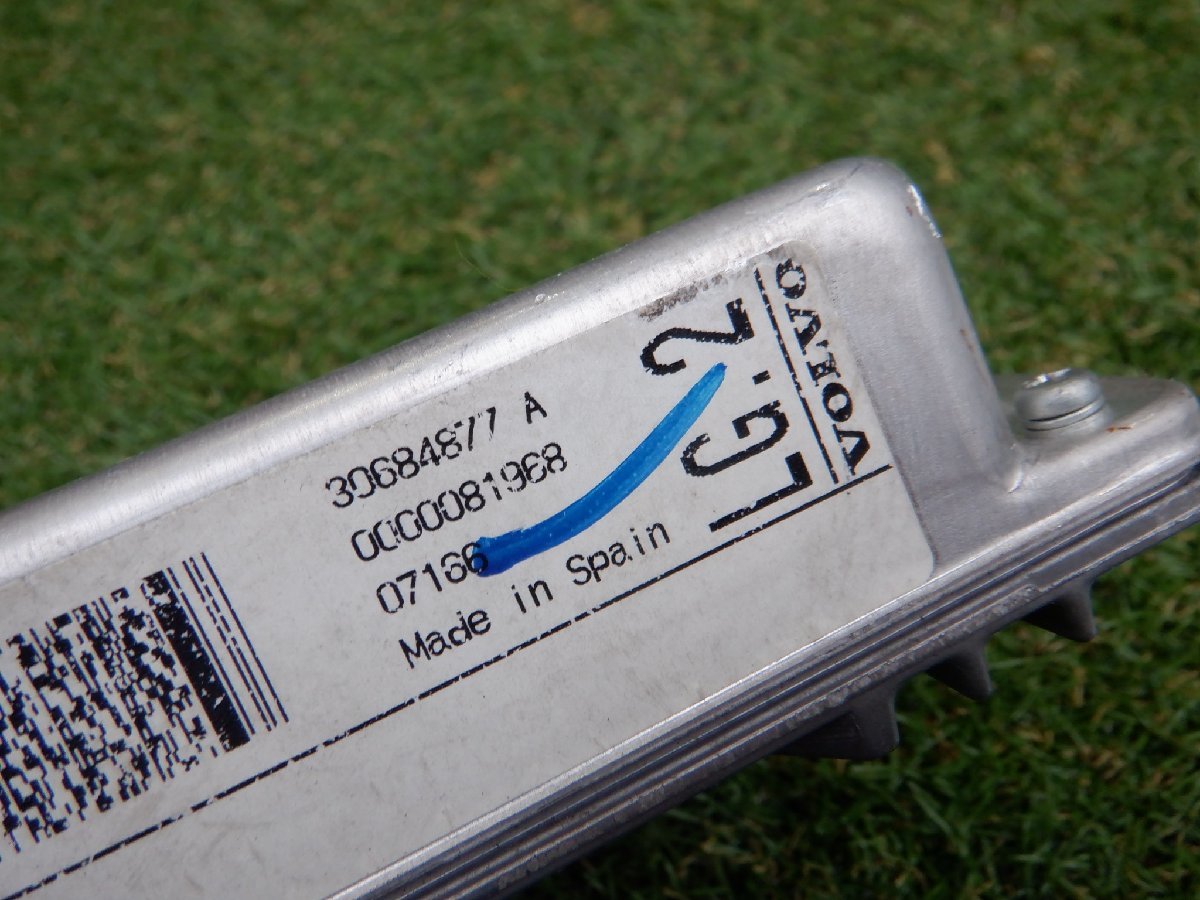 30684877 A
0000081968
07166
Made in Spain
LG.2
VOLVO